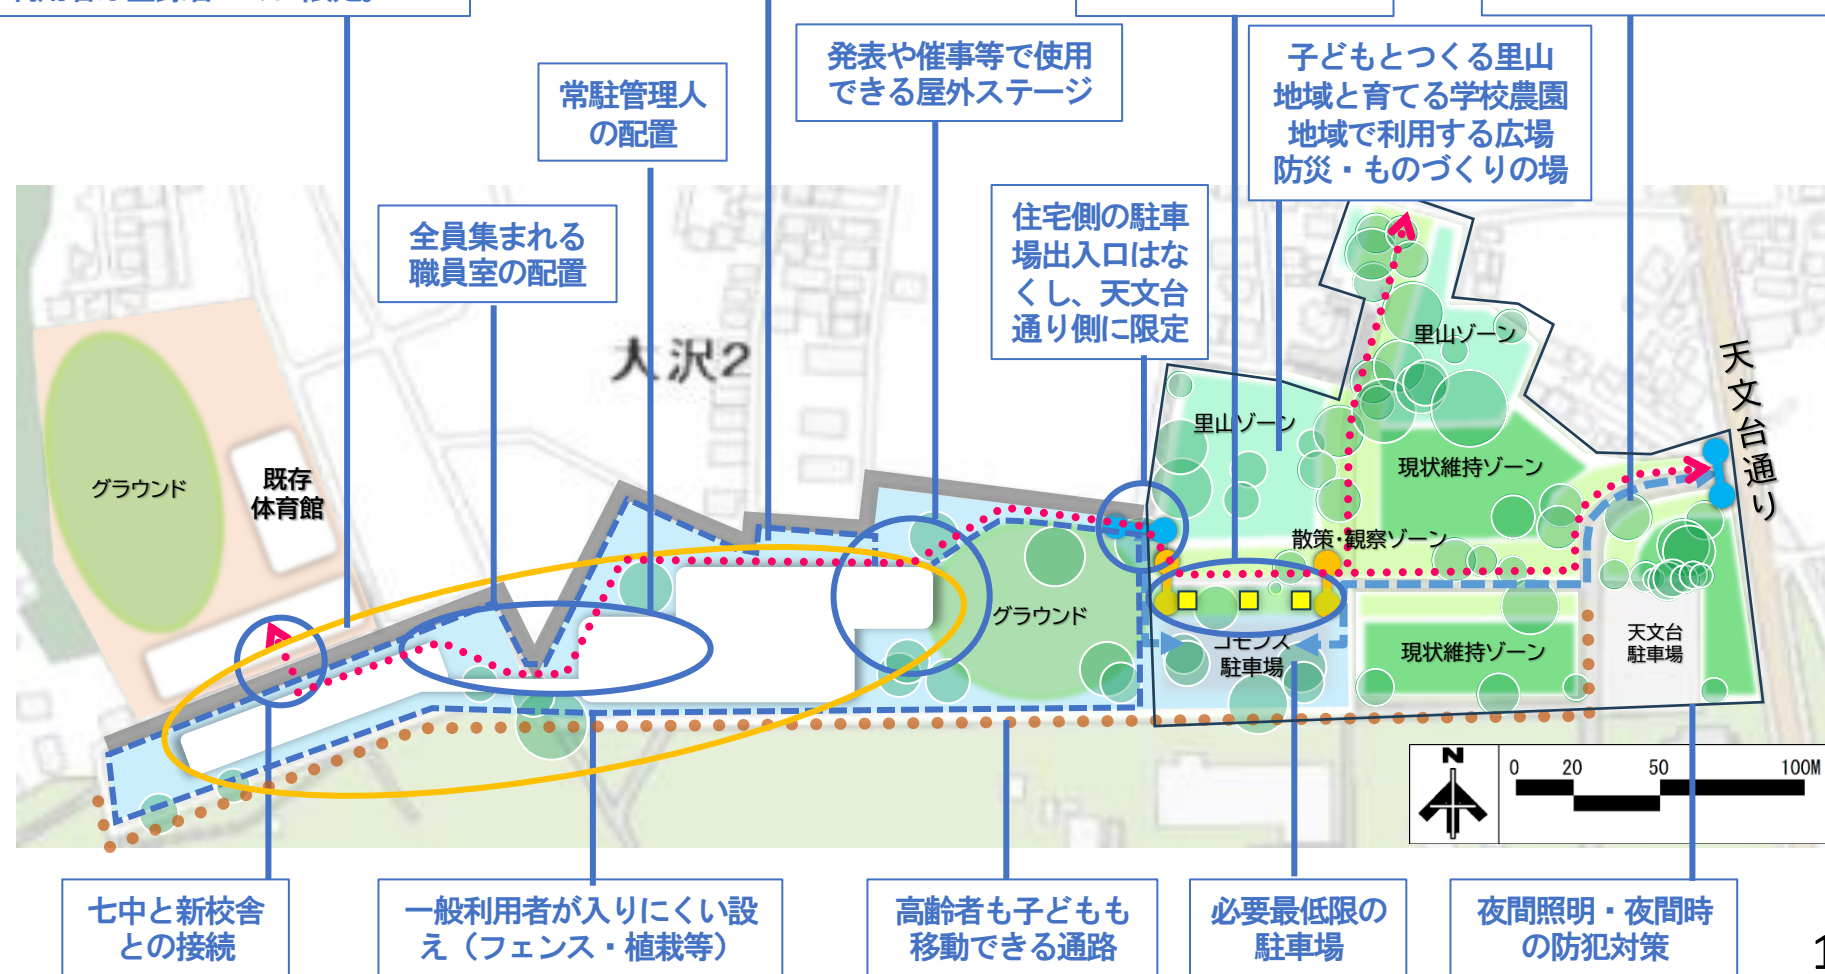 発表や催事等で使用
できる屋外ステージ
子どもとつくる里山
地域と育てる学校農園
地域で利用する広場
防災・ものづくりの場
常駐管理人
の配置
全員集まれる
職員室の配置
住宅側の駐車
場出入口はな
くし、天文台
通り側に限定
大沢2
里山ゾーン
里山ゾーン
天文台通り
グラウンド
既存
体育館
現状維持ゾーン
散策・観察ゾーン
グラウンド
コモンズ
駐車場
現状維持ゾーン
天文台
駐車場
N
0 20 50 100M
七中と新校舎
との接続
一般利用者が入りにくい設
え（フェンス・植栽等）
高齢者も子どもも
移動できる通路
必要最低限の
駐車場
夜間照明・夜間時
の防犯対策